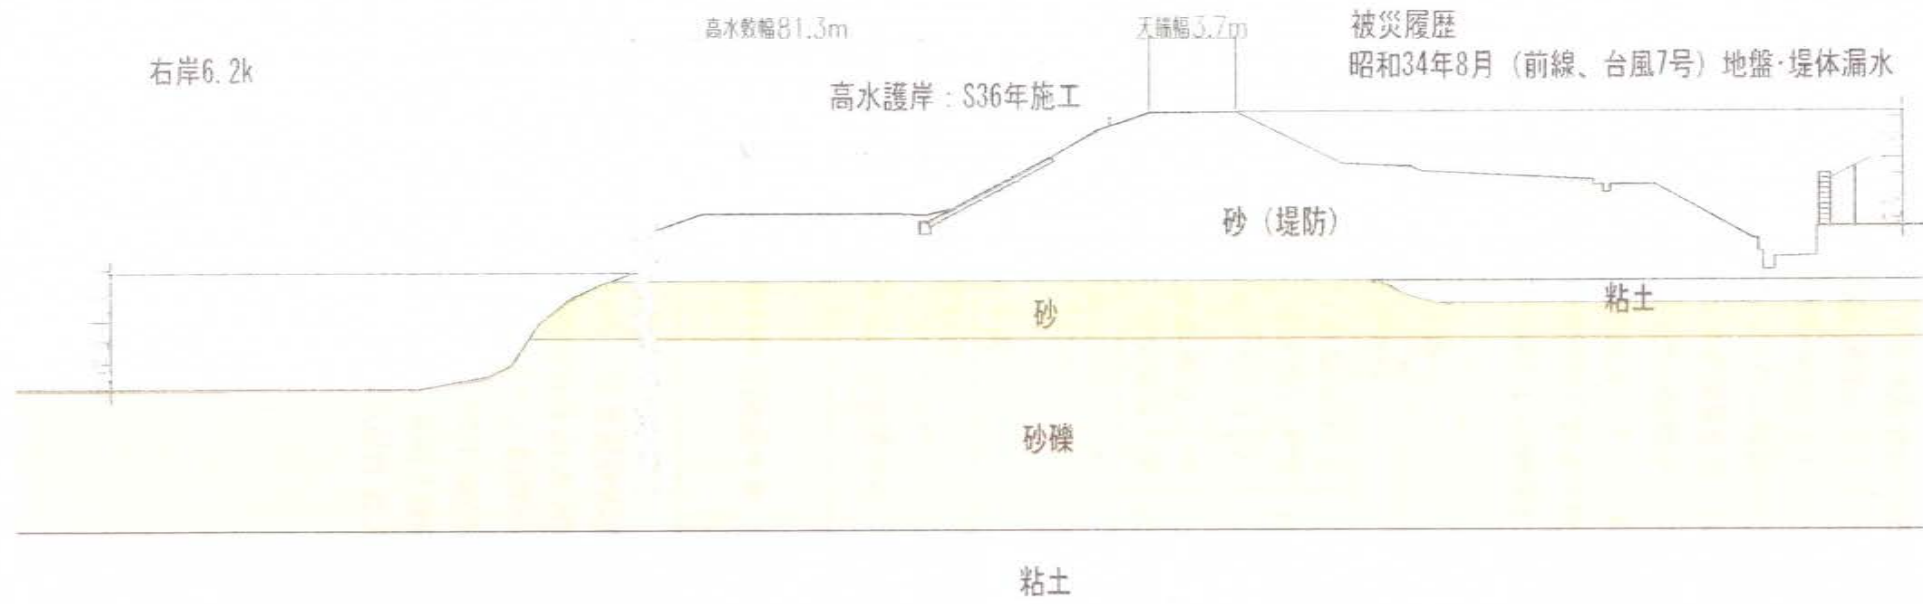 高水敷幅81.3m
天端幅3.7m
被災履歴
昭和34年8月（前線、台風7号）地盤・堤体漏水
右岸6.2k
高水護岸：S36年施工
砂（堤防）
粘土
砂
砂礫
粘土